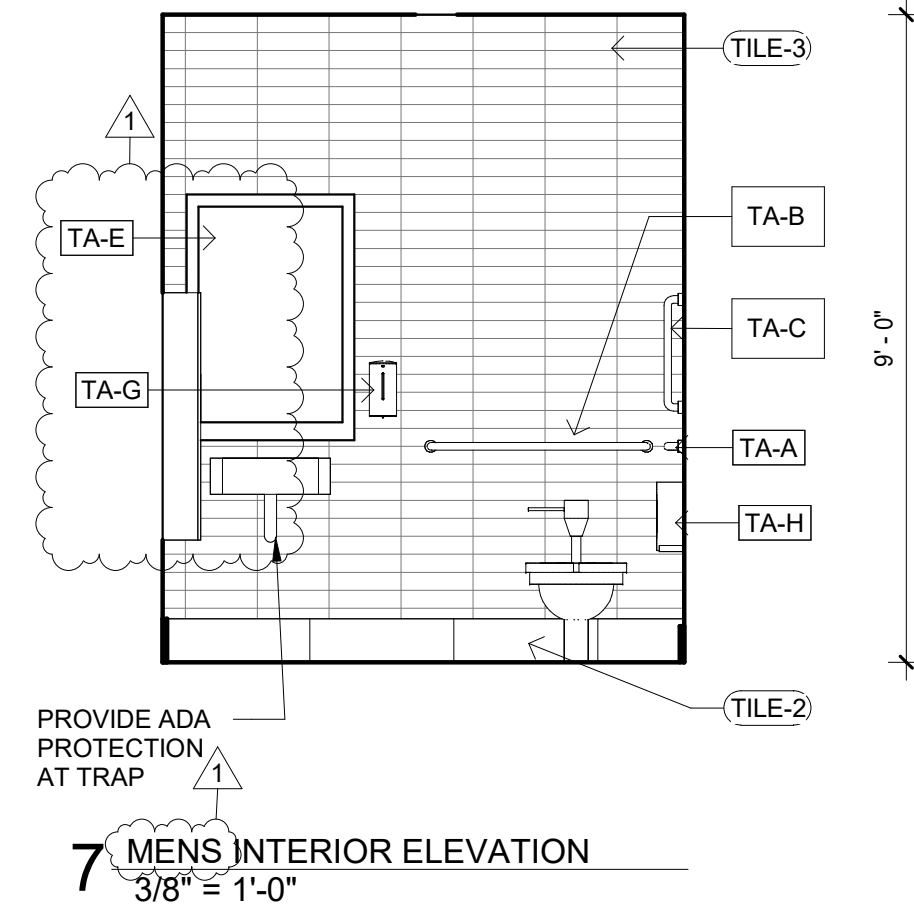 TILE-3
1
TA-E
TA-B
TA-C
9' - 0"
TA-G
TA-A
TA-H
TILE-2
PROVIDE ADA
PROTECTION
AT TRAP
1
7 MENS INTERIOR ELEVATION
3/8" = 1'-0"